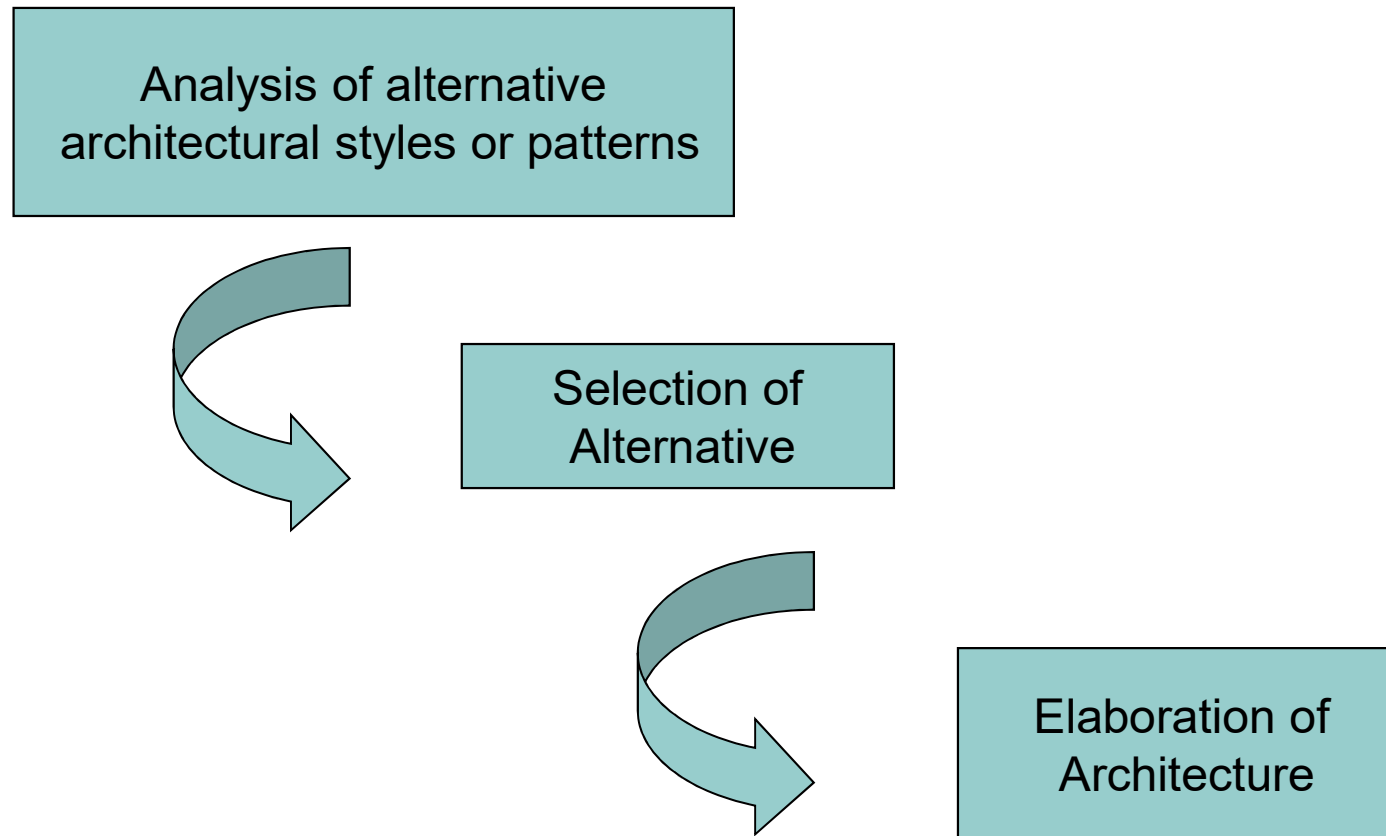 Analysis of alternative
architectural styles or patterns
Selection of
Alternative
Elaboration of
Architecture